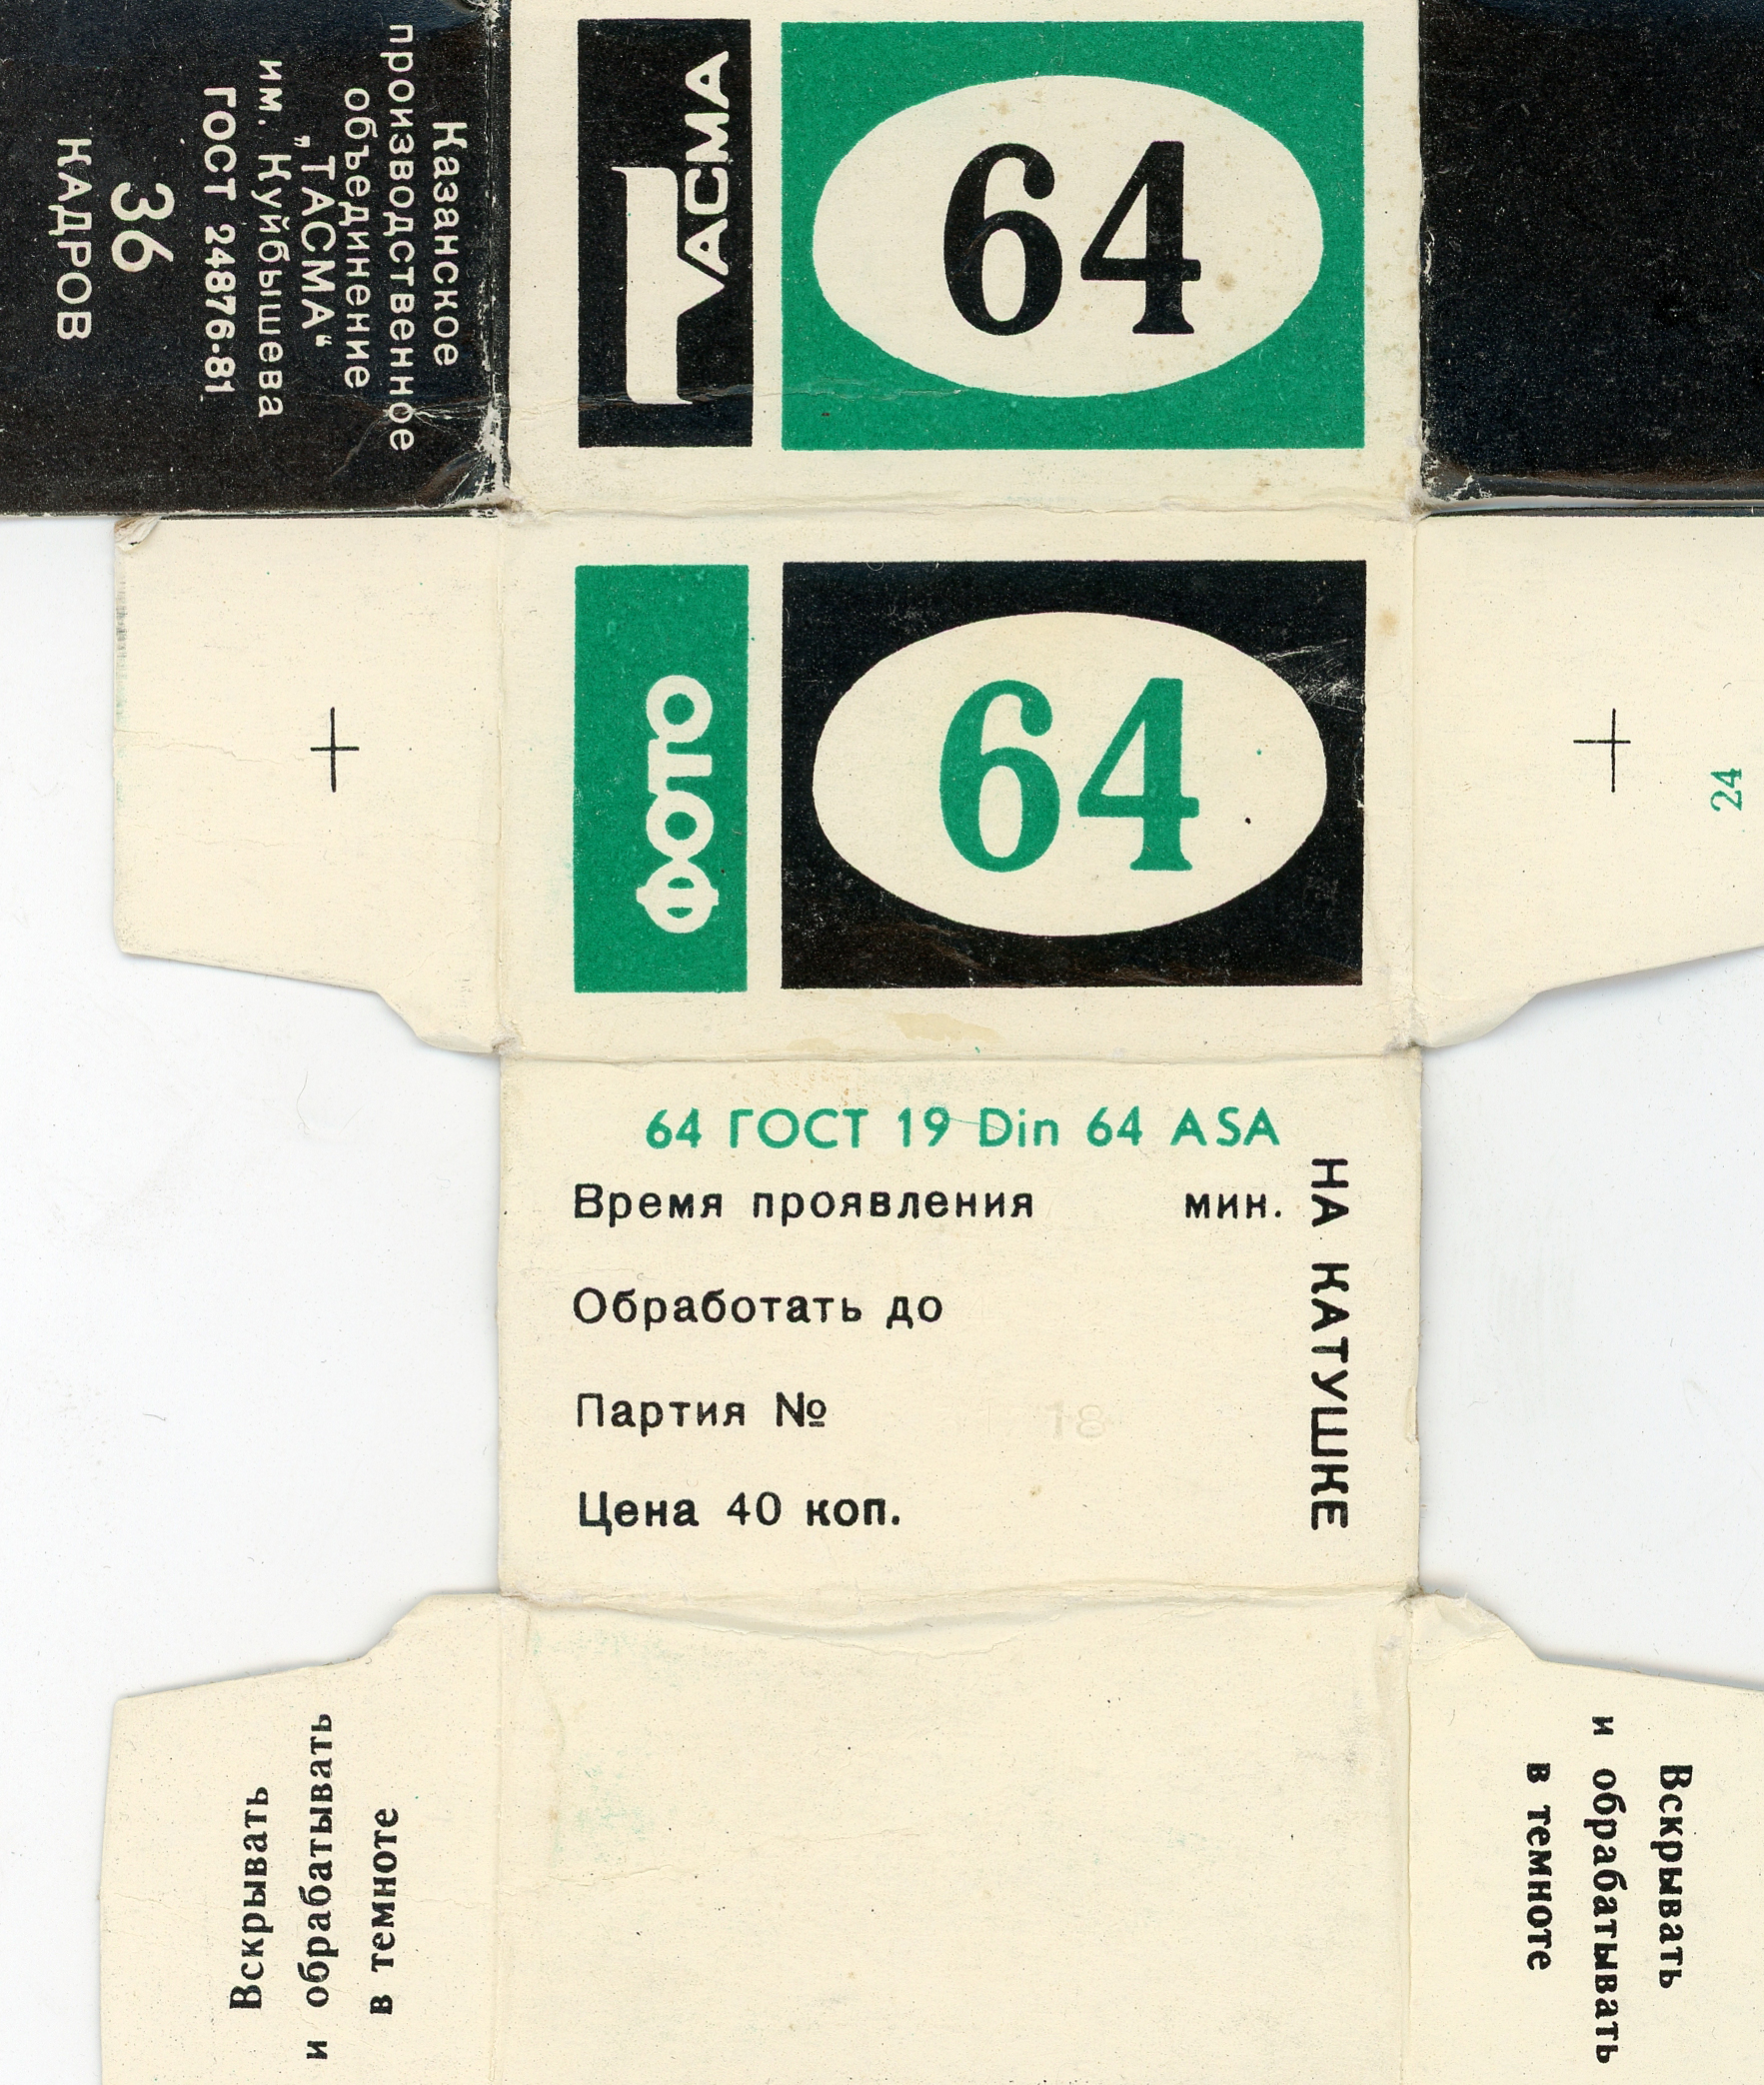 Казанское
производственное
объединение
„ТАСМА“
им. Куйбышева
ГОСТ 24876-81
36
КАДРОВ
ТАСМА
64
ФОТО
64
24
64 ГОСТ 19 Din 64 ASA
Время проявления мин.
Обработать до
Партия №
18
Цена 40 коп.
НА КАТУШКЕ
Вскрывать
и обрабатывать
в темноте
Вскрывать
и обрабатывать
в темноте